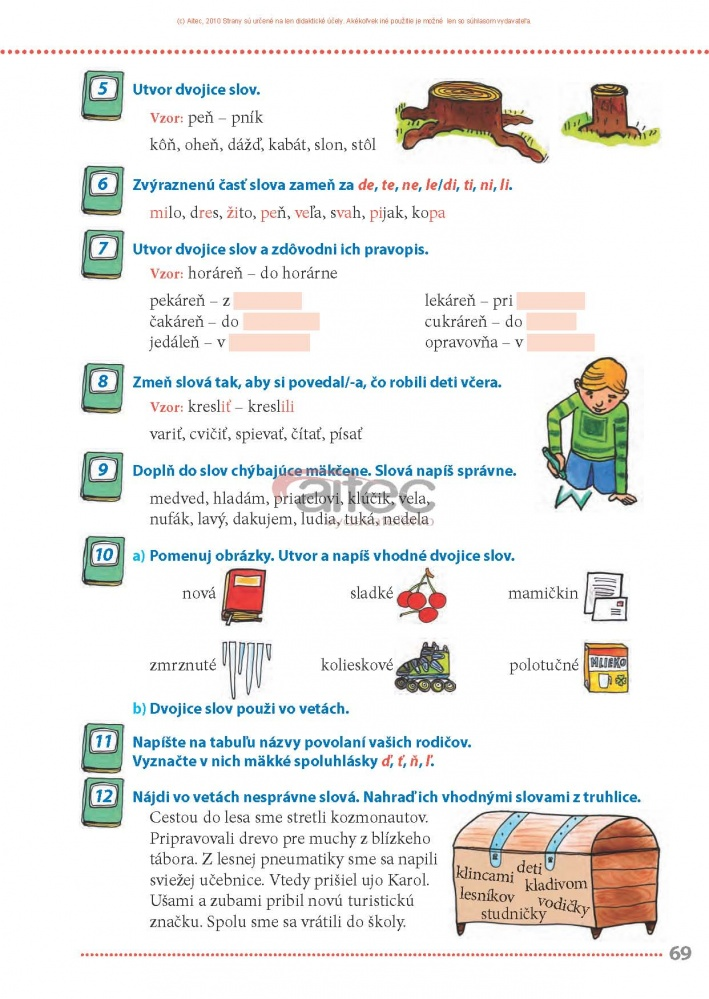 (c) Aitec, 2010 Strany sú určené na len didaktické účely. Akékoľvek iné použitie je možné len so súhlasom vydavateľa
5 Utvor dvojice slov.
Vzor: peň – pník
kôň, oheň, dážď, kabát, slon, stôl
6 Zvýraznenú časť slova zameň za de, te, ne, le/di, ti, ni, li.
milo, dres, žito, peň, veľa, svah, pijak, kopa
7 Utvor dvojice slov a zdôvodni ich pravopis.
Vzor: horáreň – do horárne
pekáreň – z lekáreň – pri
čakáreň – do cukráreň – do
jedáleň – v opravovňa – v
8 Zmeň slová tak, aby si povedal/-a, čo robili deti včera.
Vzor: kresliť – kreslili
variť, cvičiť, spievať, čítať, písať
9 Doplň do slov chýbajúce mäkčene. Slová napíš správne.
medved, hladám, priatelovi, klúčik, vela,
nufák, lavý, dakujem, ludia, tuká, nedela
aitec
10 a) Pomenuj obrázky. Utvor a napíš vhodné dvojice slov.
nová sladké mamičkin
zmrznuté kolieskové polotučné MLIEKO
b) Dvojice slov použi vo vetách.
11 Napíšte na tabuľu názvy povolaní vašich rodičov.
Vyznačte v nich mäkké spoluhlásky ď, ť, ň, ľ.
12 Nájdi vo vetách nesprávne slová. Nahraď ich vhodnými slovami z truhlice.
Cestou do lesa sme stretli kozmonautov.
Pripravovali drevo pre muchy z blízkeho
tábora. Z lesnej pneumatiky sme sa napili
sviežej učebnice. Vtedy prišiel ujo Karol.
Ušami a zubami pribil novú turistickú
značku. Spolu sme sa vrátili do školy.
klincami deti
lesníkov kladivom
studničky vodičky
69